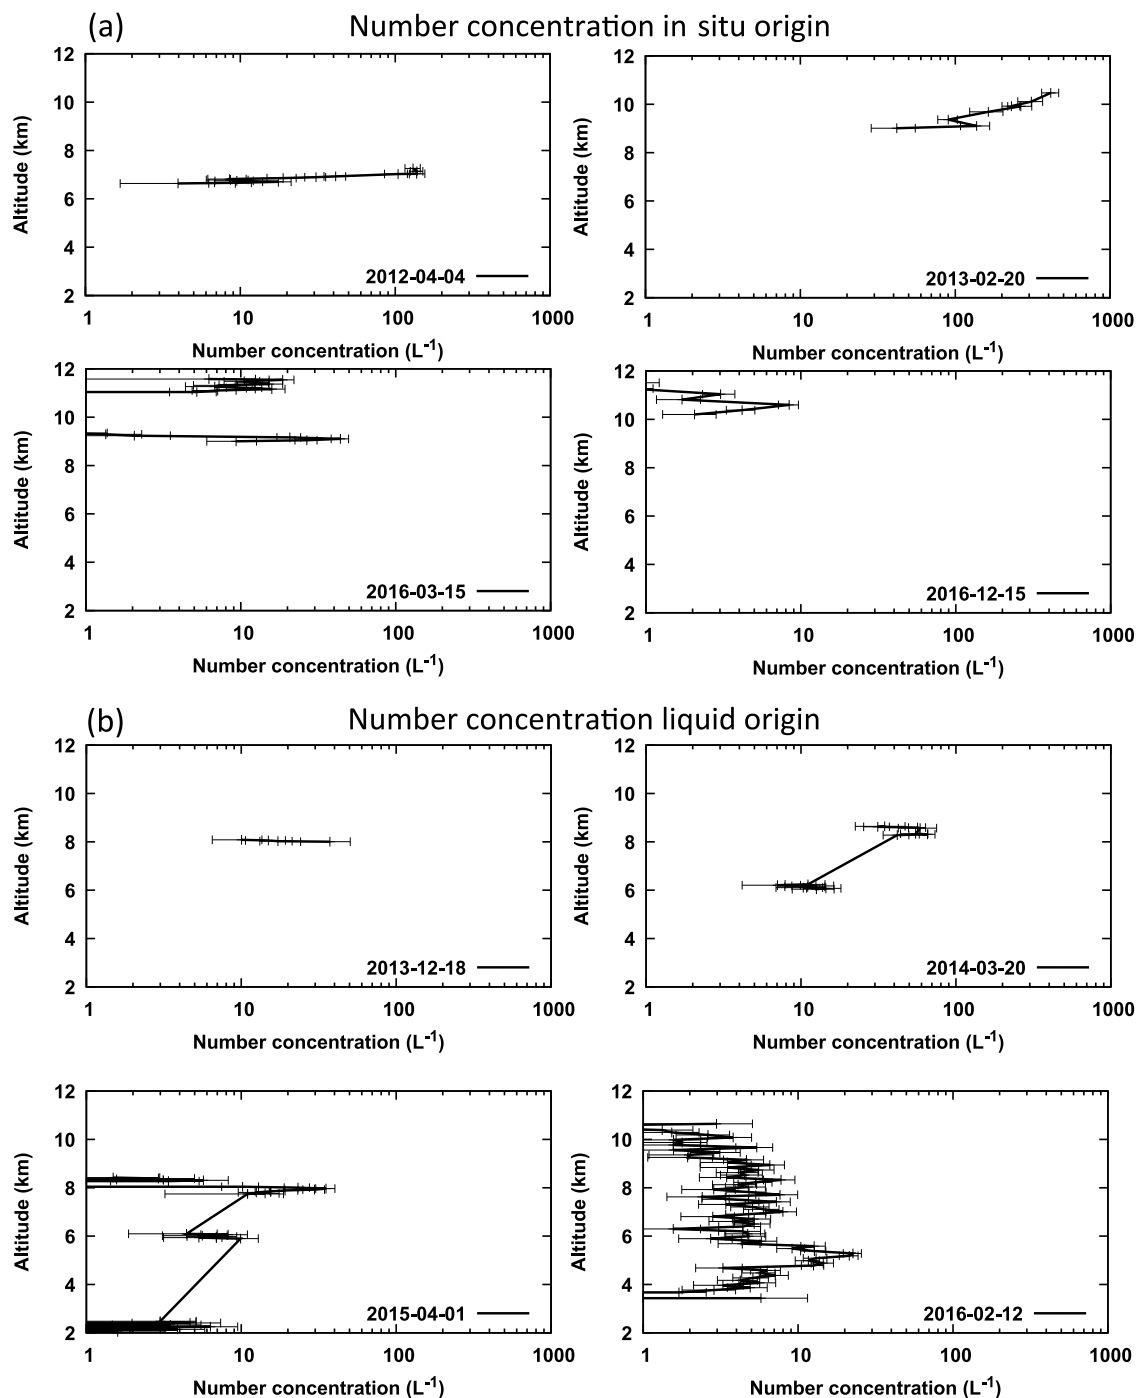 (a) Number concentration in situ origin
12
10
8
6
4
2
Altitude (km)
2012-04-04
1 10 100 1000
Number concentration (L-1)
12
10
8
6
4
2
Altitude (km)
2013-02-20
1 10 100 1000
Number concentration (L-1)
12
10
8
6
4
2
Altitude (km)
2016-03-15
1 10 100 1000
Number concentration (L-1)
12
10
8
6
4
2
Altitude (km)
2016-12-15
1 10 100 1000
Number concentration (L-1)
(b) Number concentration liquid origin
12
10
8
6
4
2
Altitude (km)
2013-12-18
1 10 100 1000
Number concentration (L-1)
12
10
8
6
4
2
Altitude (km)
2014-03-20
1 10 100 1000
Number concentration (L-1)
12
10
8
6
4
2
Altitude (km)
2015-04-01
1 10 100 1000
Number concentration (L-1)
12
10
8
6
4
2
Altitude (km)
2016-02-12
1 10 100 1000
Number concentration (L-1)